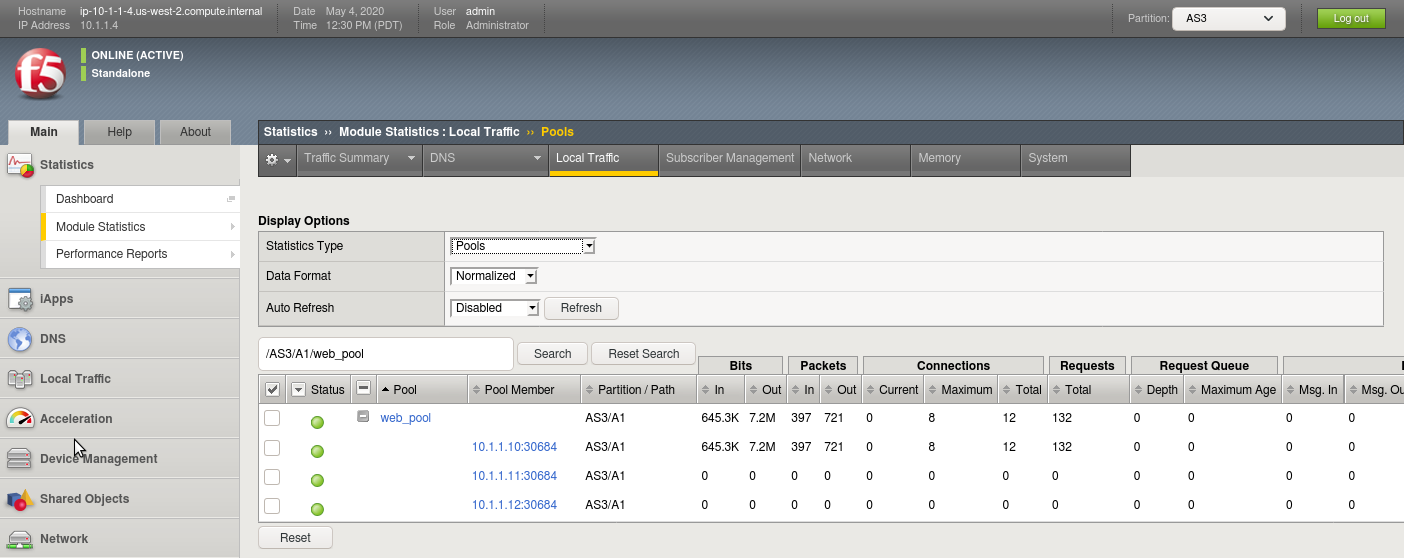 Hostname ip-10-1-1-4.us-west-2.compute.internal Date May 4, 2020 User admin
IP Address 10.1.1.4 Time 12:30 PM (PDT) Role Administrator
Partition: AS3 Log out
f5
ONLINE (ACTIVE)
Standalone
Main Help About
Statistics
Dashboard
Module Statistics
Performance Reports
iApps
DNS
Local Traffic
Acceleration
Device Management
Shared Objects
Network
Statistics ›› Module Statistics : Local Traffic ›› Pools
Traffic Summary DNS Local Traffic Subscriber Management Network Memory System
Display Options
Statistics Type Pools
Data Format Normalized
Auto Refresh Disabled Refresh
/AS3/A1/web_pool Search Reset Search
Bits Packets Connections Requests Request Queue
Status Pool Pool Member Partition / Path In Out In Out Current Maximum Total Total Depth Maximum Age Msg. In Msg. Ou
web_pool AS3/A1 645.3K 7.2M 397 721 0 8 12 132 0 0 0 0
10.1.1.10:30684 AS3/A1 645.3K 7.2M 397 721 0 8 12 132 0 0 0 0
10.1.1.11:30684 AS3/A1 0 0 0 0 0 0 0 0 0 0 0 0
10.1.1.12:30684 AS3/A1 0 0 0 0 0 0 0 0 0 0 0 0
Reset